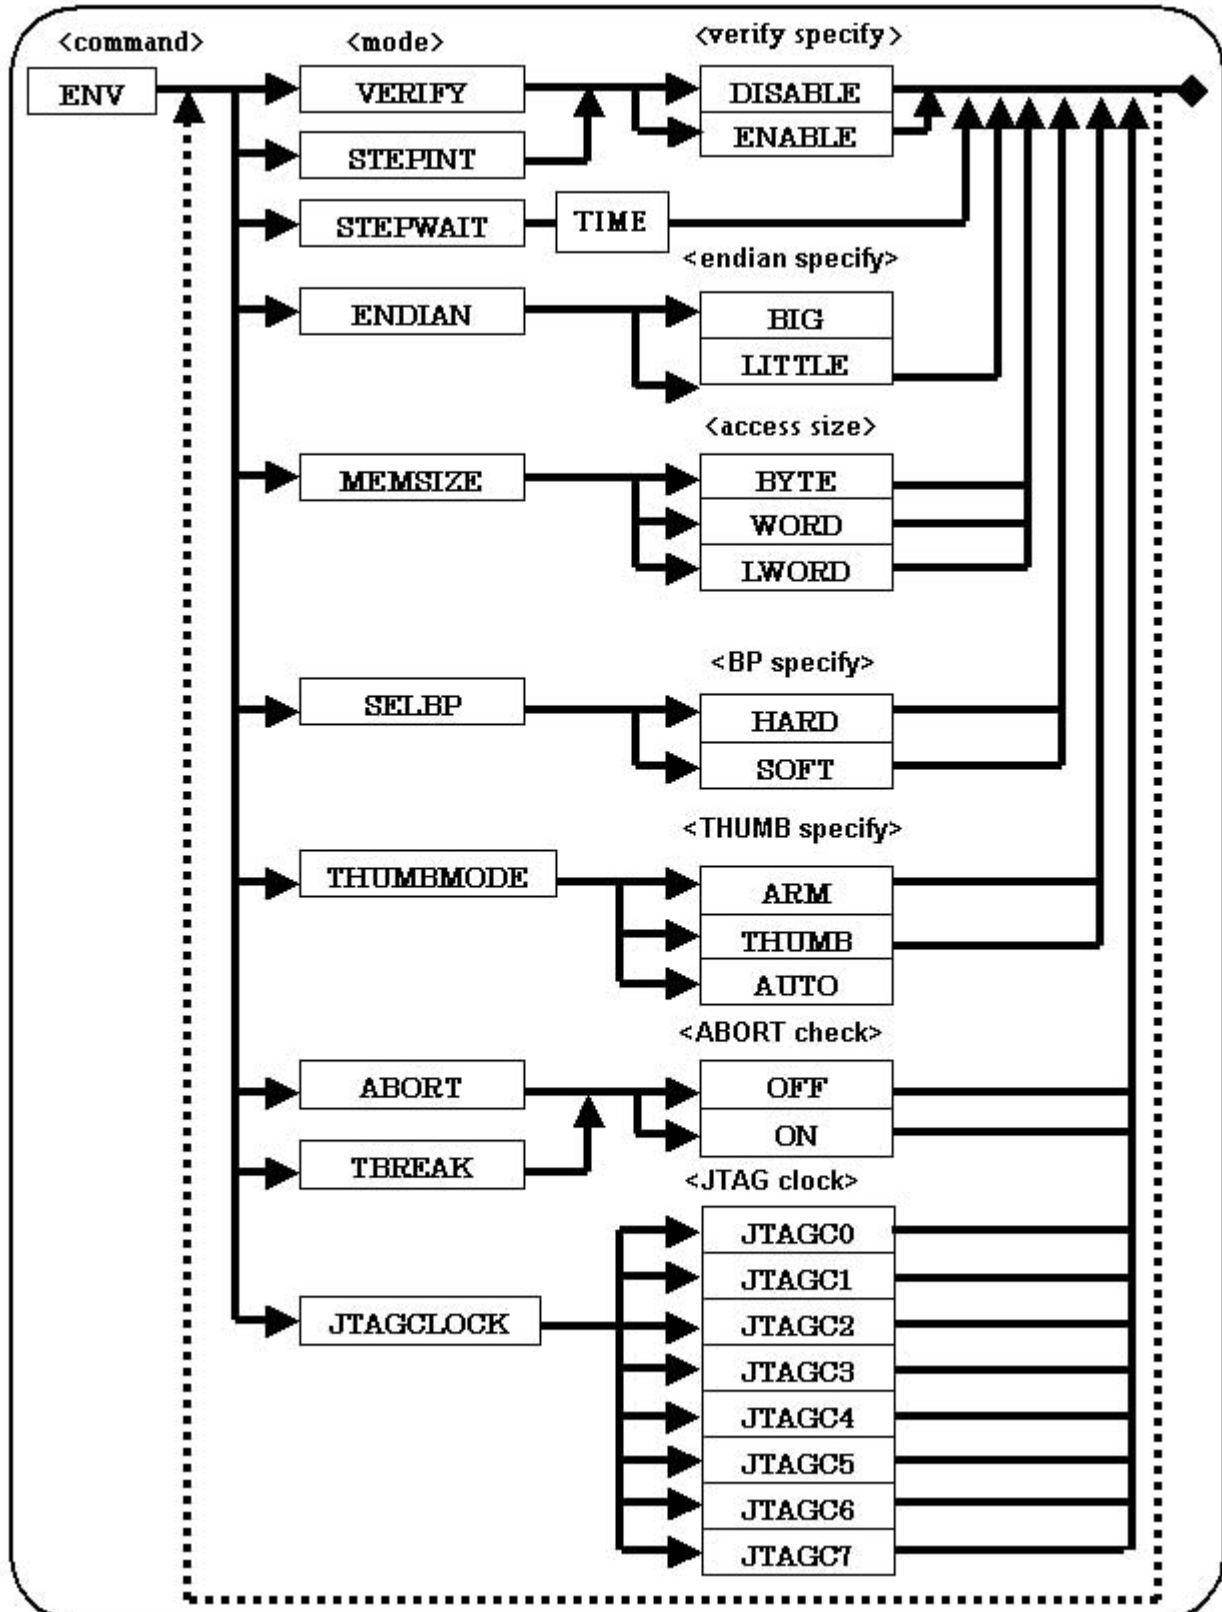 <command>
<mode>
<verify specify>
ENV
VERIFY
DISABLE
STEPINT
ENABLE
STEPWAIT
TIME
<endian specify>
ENDIAN
BIG
LITTLE
<access size>
MEMSIZE
BYTE
WORD
LWORD
<BP specify>
SELBP
HARD
SOFT
<THUMB specify>
THUMBMODE
ARM
THUMB
AUTO
<ABORT check>
ABORT
OFF
ON
TBREAK
<JTAG clock>
JTAGCLOCK
JTAGC0
JTAGC1
JTAGC2
JTAGC3
JTAGC4
JTAGC5
JTAGC6
JTAGC7